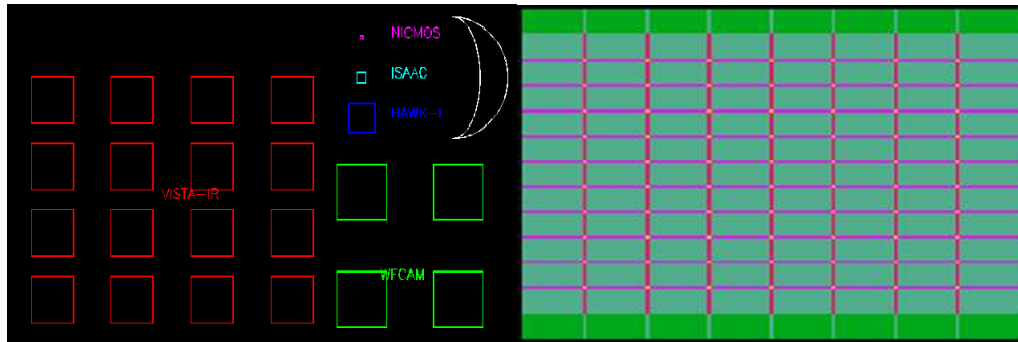 NICMOS
ISAAC
HAWK-I
VISTA-IR
WFCAM